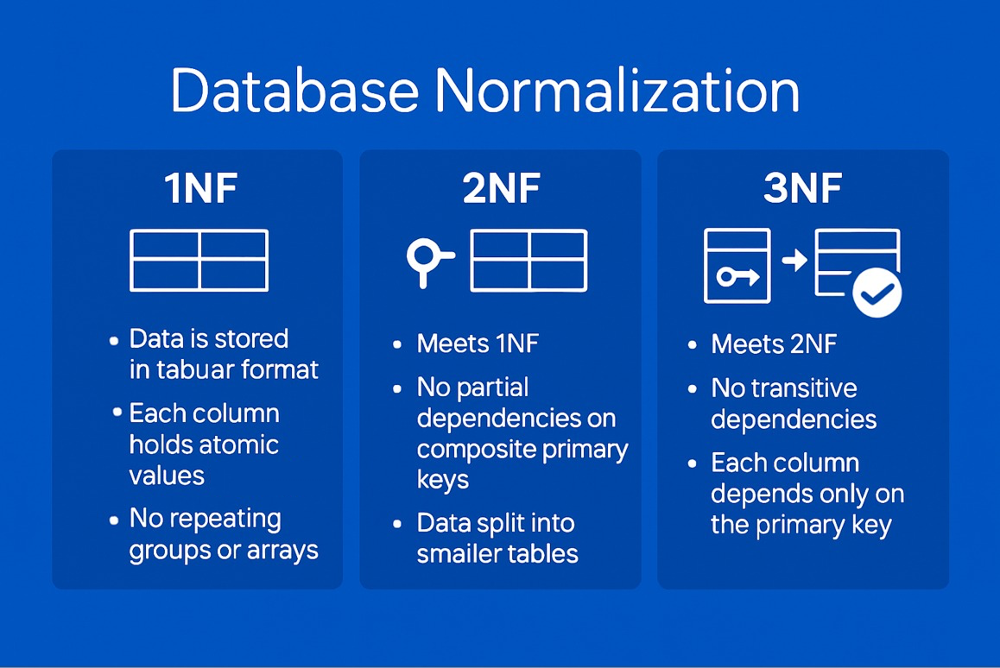 Database Normalization
1NF
• Data is stored
in tabuar format
• Each column
holds atomic
values
• No repeating
groups or arrays
2NF
• Meets 1NF
• No partial
dependencies on
composite primary
keys
• Data split into
smailer tables
3NF
• Meets 2NF
• No transitive
dependencies
• Each column
depends only on
the primary key